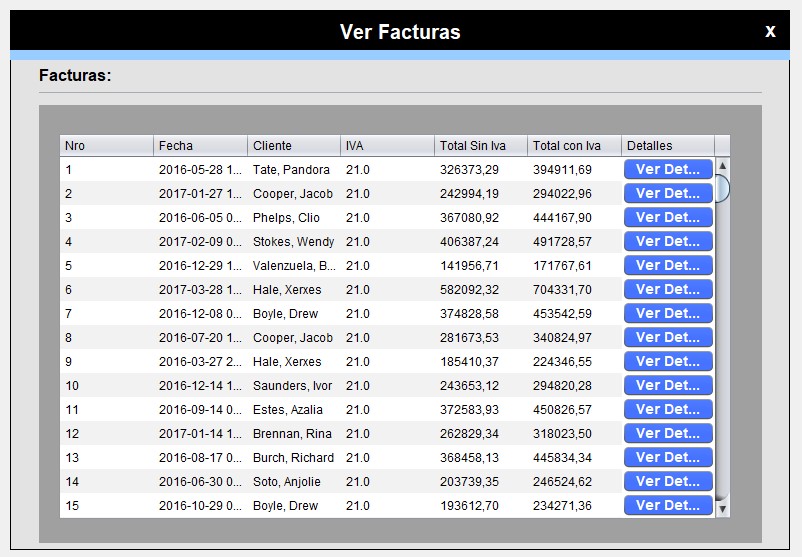 Ver Facturas x
Facturas:
Nro Fecha Cliente IVA Total Sin Iva Total con Iva Detalles
1 2016-05-28 1... Tate, Pandora 21.0 326373,29 394911,69 Ver Det...
2 2017-01-27 1... Cooper, Jacob 21.0 242994,19 294022,96 Ver Det...
3 2016-06-05 0... Phelps, Clio 21.0 367080,92 444167,90 Ver Det...
4 2017-02-09 0... Stokes, Wendy 21.0 406387,24 491728,57 Ver Det...
5 2016-12-29 1... Valenzuela, B... 21.0 141956,71 171767,61 Ver Det...
6 2017-03-28 1... Hale, Xerxes 21.0 582092,32 704331,70 Ver Det...
7 2016-12-08 0... Boyle, Drew 21.0 374828,58 453542,59 Ver Det...
8 2016-07-20 1... Cooper, Jacob 21.0 281673,53 340824,97 Ver Det...
9 2016-03-27 2... Hale, Xerxes 21.0 185410,37 224346,55 Ver Det...
10 2016-12-14 1... Saunders, Ivor 21.0 243653,12 294820,28 Ver Det...
11 2016-09-14 0... Estes, Azalia 21.0 372583,93 450826,57 Ver Det...
12 2017-01-14 1... Brennan, Rina 21.0 262829,34 318023,50 Ver Det...
13 2016-08-17 0... Burch, Richard 21.0 368458,13 445834,34 Ver Det...
14 2016-06-30 0... Soto, Anjolie 21.0 203739,35 246524,62 Ver Det...
15 2016-10-29 0... Boyle, Drew 21.0 193612,70 234271,36 Ver Det...